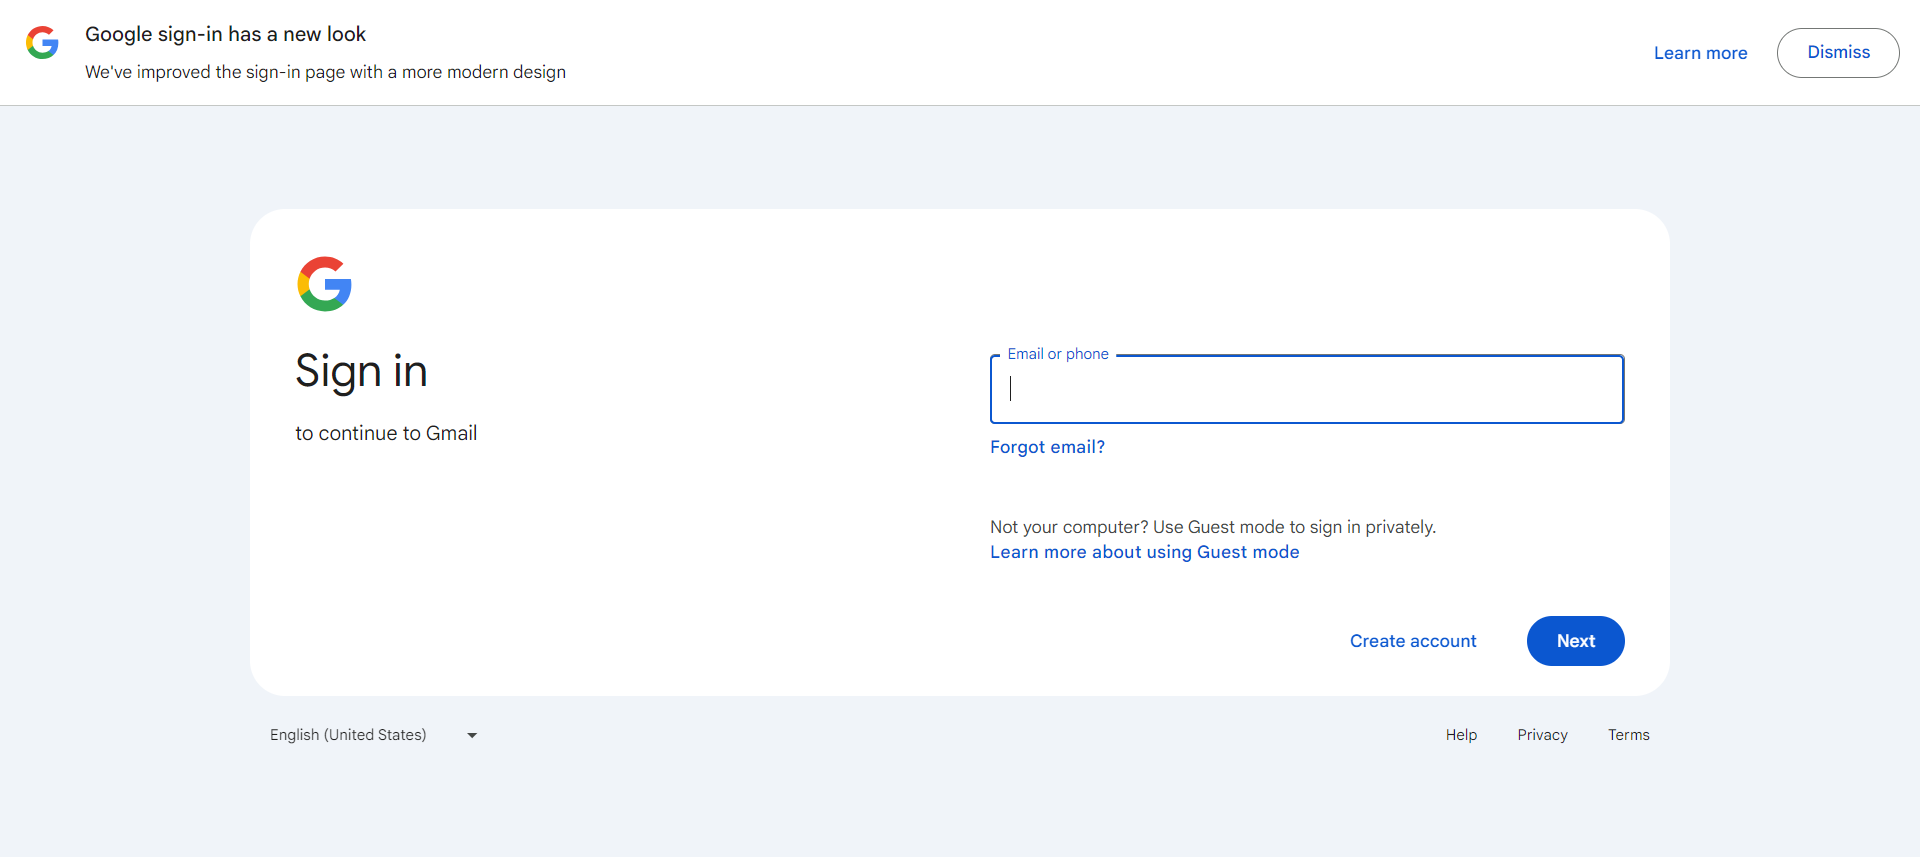 Google sign-in has a new look
We've improved the sign-in page with a more modern design
Learn more
Dismiss
Sign in
to continue to Gmail
Email or phone
Forgot email?
Not your computer? Use Guest mode to sign in privately.
Learn more about using Guest mode
Create account
Next
English (United States)
Help
Privacy
Terms